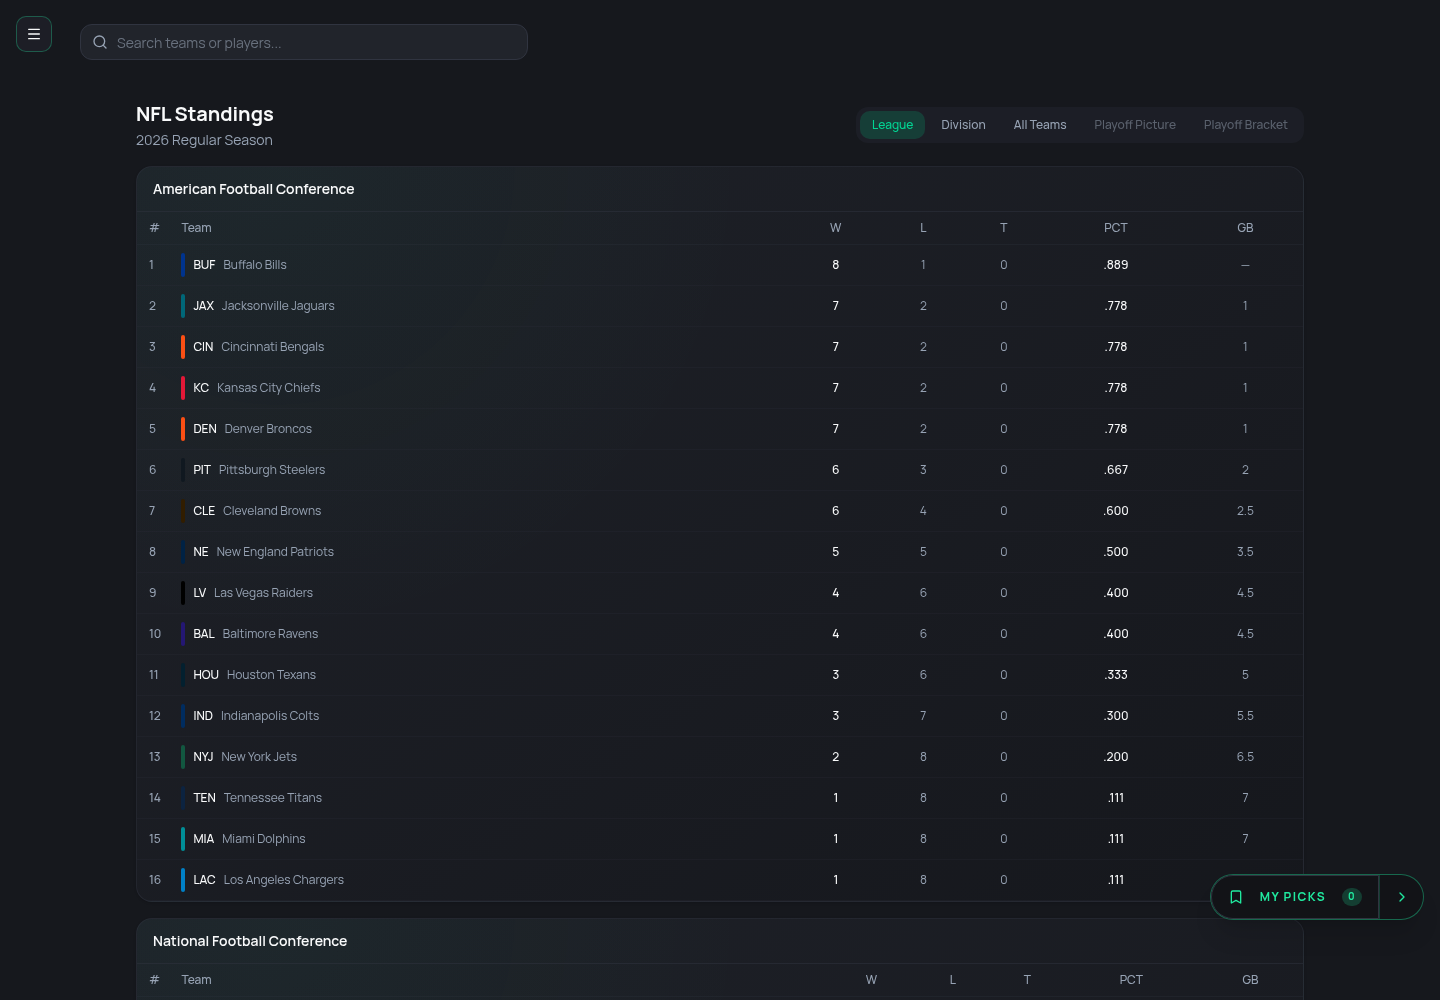 Search teams or players...
NFL Standings
2026 Regular Season
League Division All Teams Playoff Picture Playoff Bracket
American Football Conference
# Team W L T PCT GB
1 BUF Buffalo Bills 8 1 0 .889 —
2 JAX Jacksonville Jaguars 7 2 0 .778 1
3 CIN Cincinnati Bengals 7 2 0 .778 1
4 KC Kansas City Chiefs 7 2 0 .778 1
5 DEN Denver Broncos 7 2 0 .778 1
6 PIT Pittsburgh Steelers 6 3 0 .667 2
7 CLE Cleveland Browns 6 4 0 .600 2.5
8 NE New England Patriots 5 5 0 .500 3.5
9 LV Las Vegas Raiders 4 6 0 .400 4.5
10 BAL Baltimore Ravens 4 6 0 .400 4.5
11 HOU Houston Texans 3 6 0 .333 5
12 IND Indianapolis Colts 3 7 0 .300 5.5
13 NYJ New York Jets 2 8 0 .200 6.5
14 TEN Tennessee Titans 1 8 0 .111 7
15 MIA Miami Dolphins 1 8 0 .111 7
16 LAC Los Angeles Chargers 1 8 0 .111
MY PICKS 0
National Football Conference
# Team W L T PCT GB